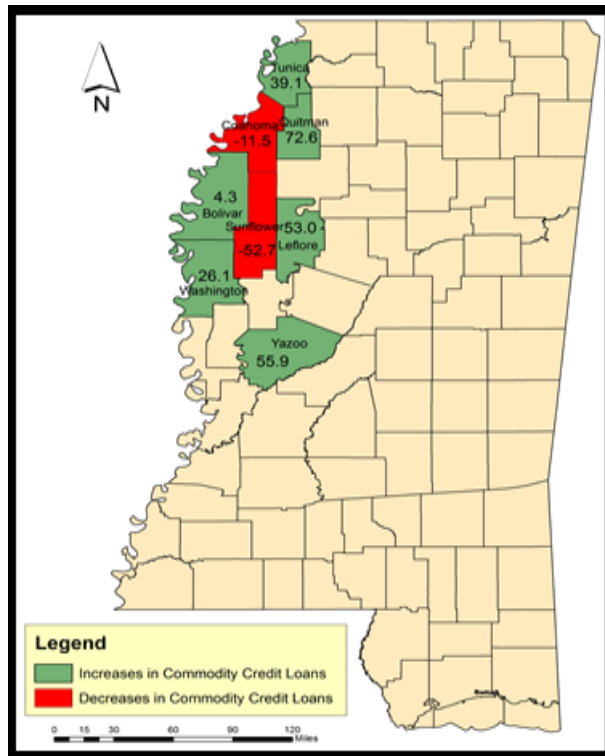 Tunica
39.1
N
Coahoma
Quitman
-11.5
72.6
4.3
Bolivar
Sunflower
53.0
Leflore
-52.7
26.1
Washington
Yazoo
55.9
Legend
Increases in Commodity Credit Loans
Decreases in Commodity Credit Loans
0 15 30 60 90 120
Miles